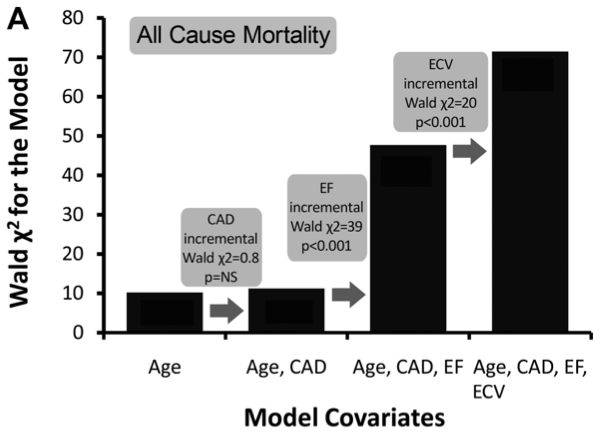 A
All Cause Mortality
Wald χ² for the Model
80
70
60
50
40
30
20
10
0
CAD
incremental
Wald χ2=0.8
p=NS
EF
incremental
Wald χ2=39
p<0.001
ECV
incremental
Wald χ2=20
p<0.001
Age
Age, CAD
Age, CAD, EF
Age, CAD, EF,
ECV
Model Covariates